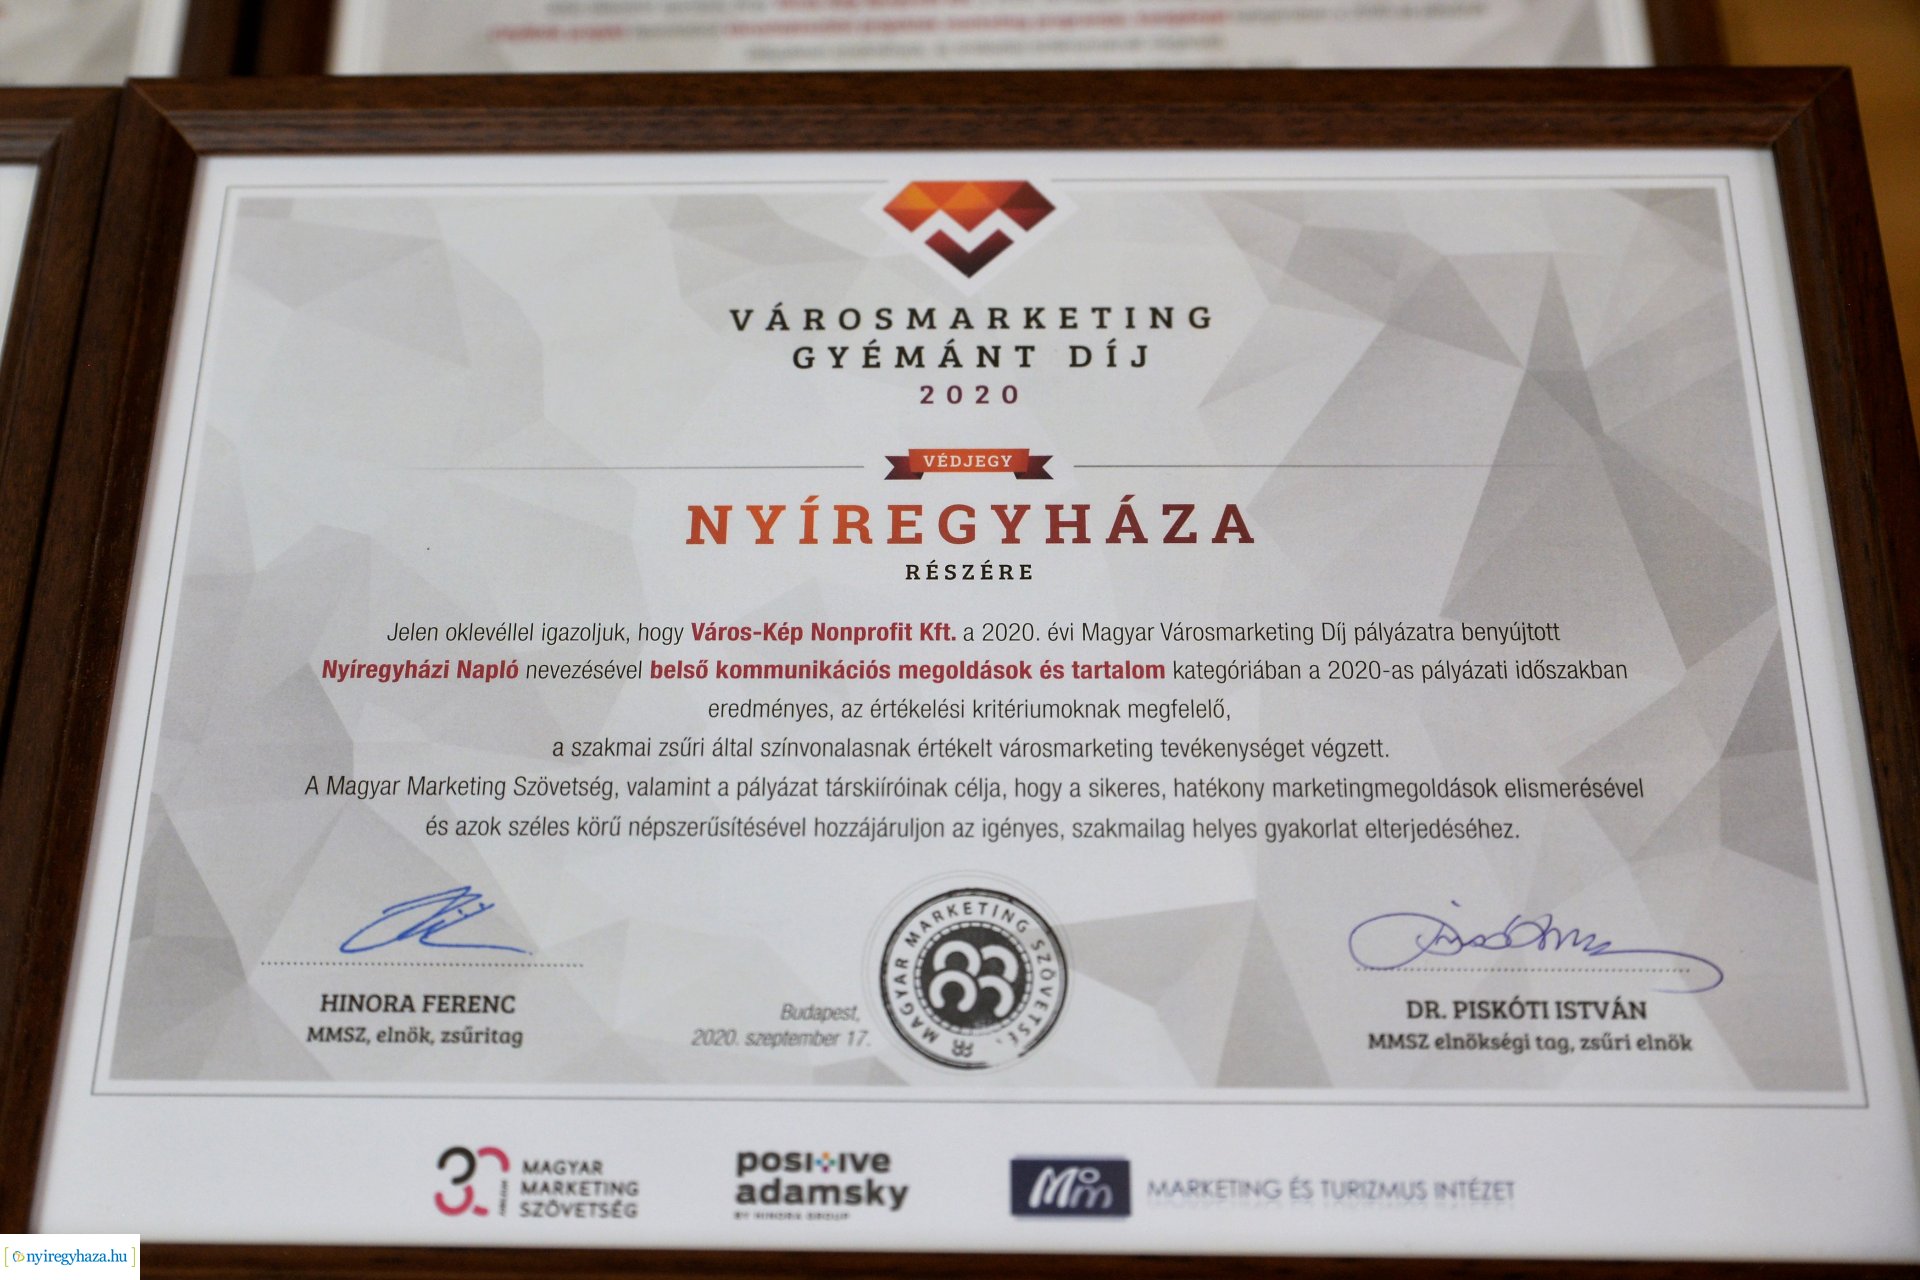 VÁROSMARKETING
GYÉMÁNT DÍJ
2020
VÉDJEGY
NYÍREGYHÁZA
RÉSZÉRE
Jelen oklevéllel igazoljuk, hogy Város-Kép Nonprofit Kft. a 2020. évi Magyar Városmarketing Díj pályázatra benyújtott
Nyíregyházi Napló nevezésével belső kommunikációs megoldások és tartalom kategóriában a 2020-as pályázati időszakban
eredményes, az értékelési kritériumoknak megfelelő,
a szakmai zsűri által színvonalasnak értékelt városmarketing tevékenységet végzett.
A Magyar Marketing Szövetség, valamint a pályázat társkiíróinak célja, hogy a sikeres, hatékony marketingmegoldások elismerésével
és azok széles körű népszerűsítésével hozzájáruljon az igényes, szakmailag helyes gyakorlat elterjedéséhez.
HINORA FERENC
MMSZ, elnök, zsűritag
Budapest,
2020. szeptember 17.
MAGYAR MARKETING SZÖVETSÉG,
DR. PISKÓTI ISTVÁN
MMSZ elnökségi tag, zsűri elnök
MAGYAR
MARKETING
SZÖVETSÉG
positive
adamsky
BY HINORA GROUP
Mim
MARKETING ÉS TURIZMUS INTÉZET
nyiregyhaza.hu